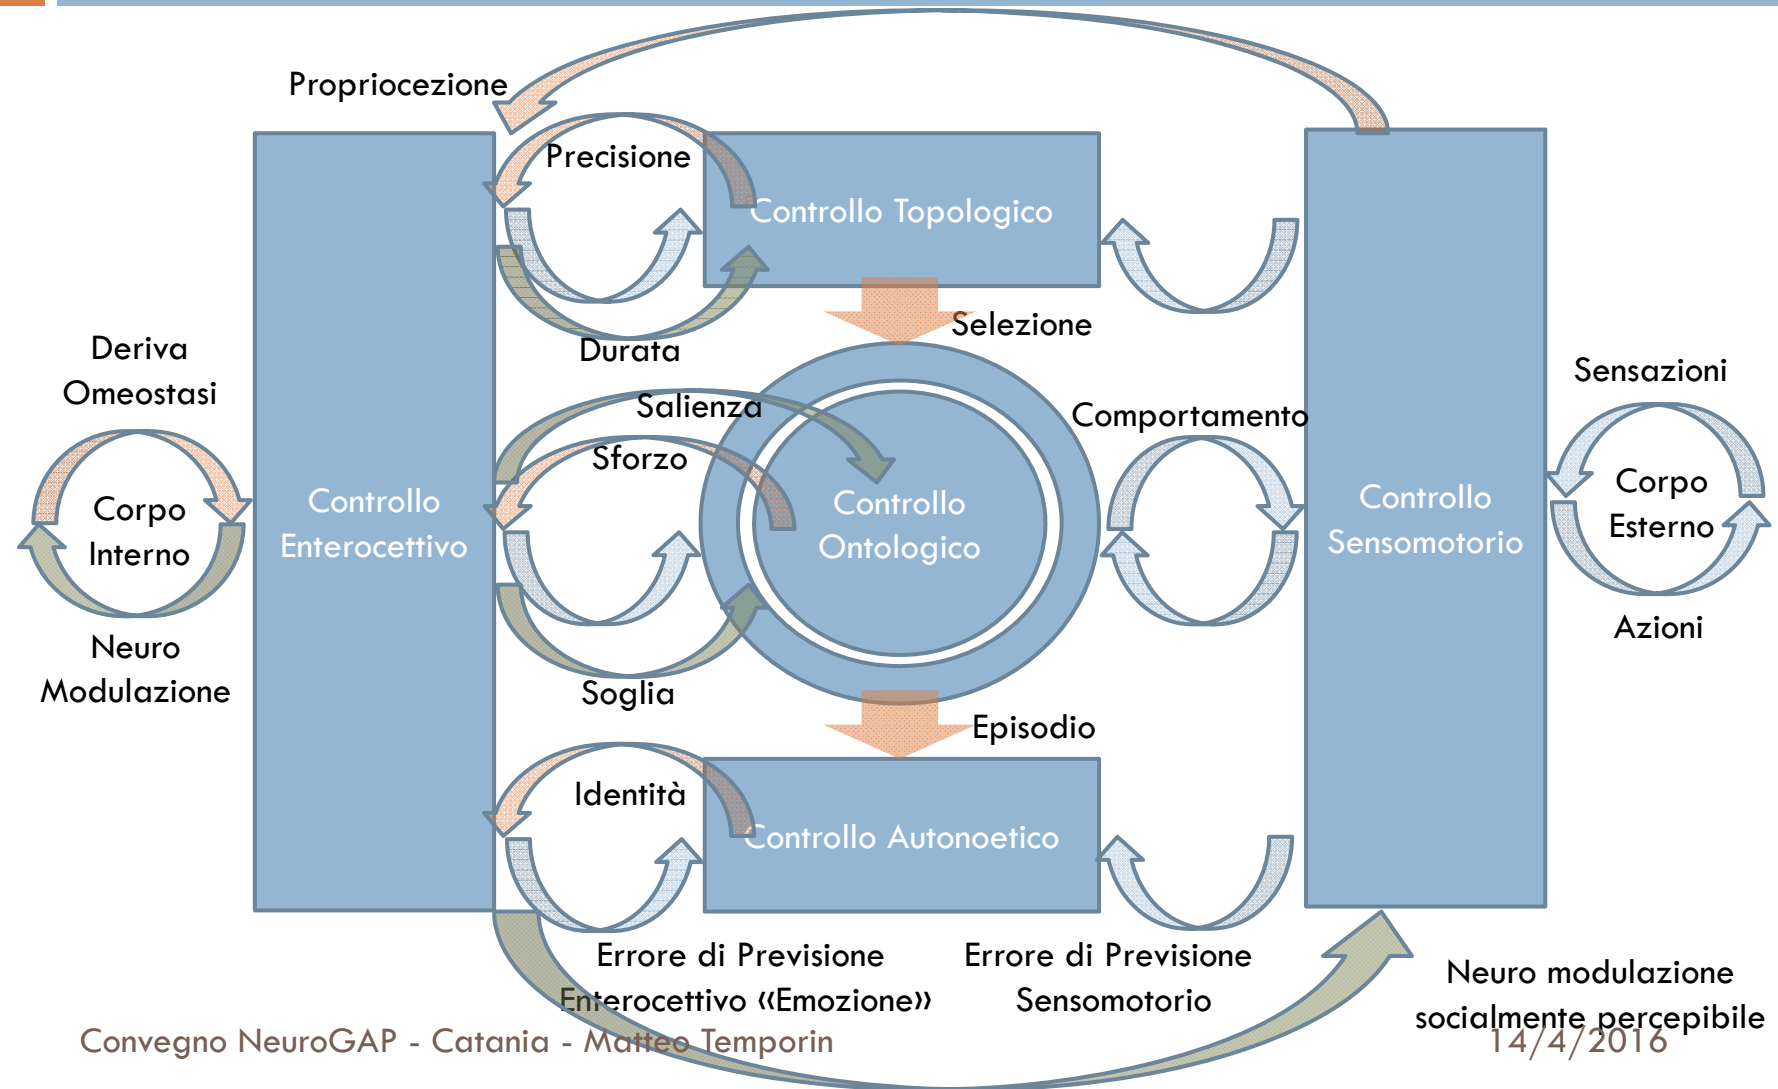 Propriocezione
Precisione
Controllo Topologico
Selezione
Durata
Deriva
Omeostasi
Sensazioni
Salienza
Comportamento
Sforzo
Corpo
Interno
Controllo
Enterocettivo
Controllo
Ontologico
Controllo
Sensomotorio
Corpo
Esterno
Azioni
Neuro
Modulazione
Soglia
Episodio
Identità
Controllo Autonoetico
Errore di Previsione
Enterocettivo «Emozione»
Errore di Previsione
Sensomotorio
Neuro modulazione
socialmente percepibile
Convegno NeuroGAP - Catania - Matteo Temporin
14/4/2016